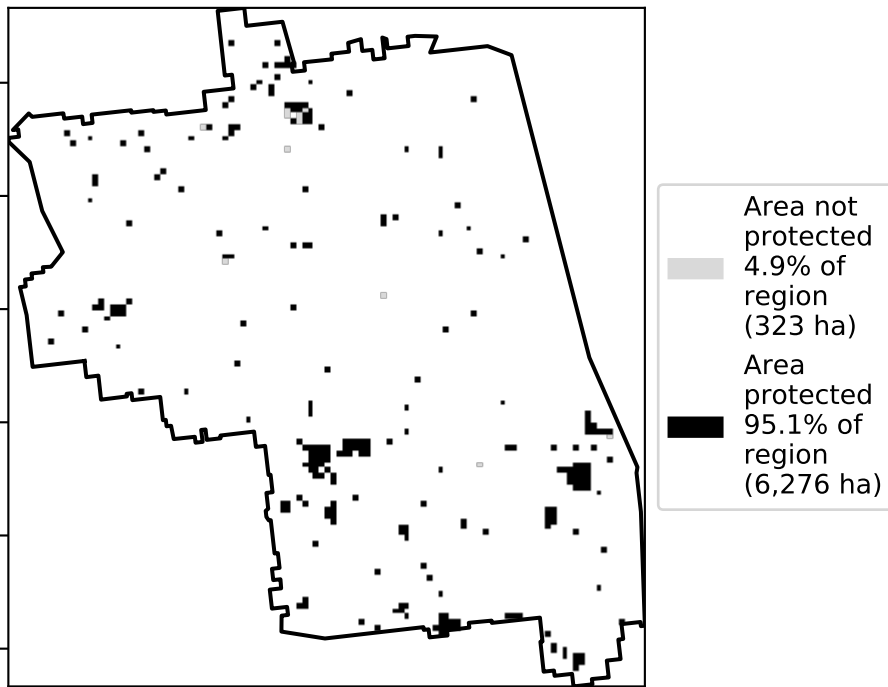 Area not
protected
4.9% of
region
(323 ha)
Area
protected
95.1% of
region
(6,276 ha)